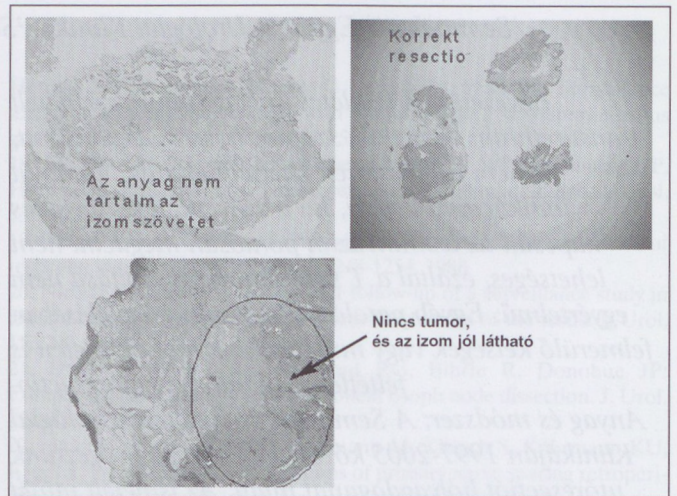 Az anyag nem
tartalmaz
izomszövetet
Korrekt
resectio
Nincs tumor,
és az izom jól látható